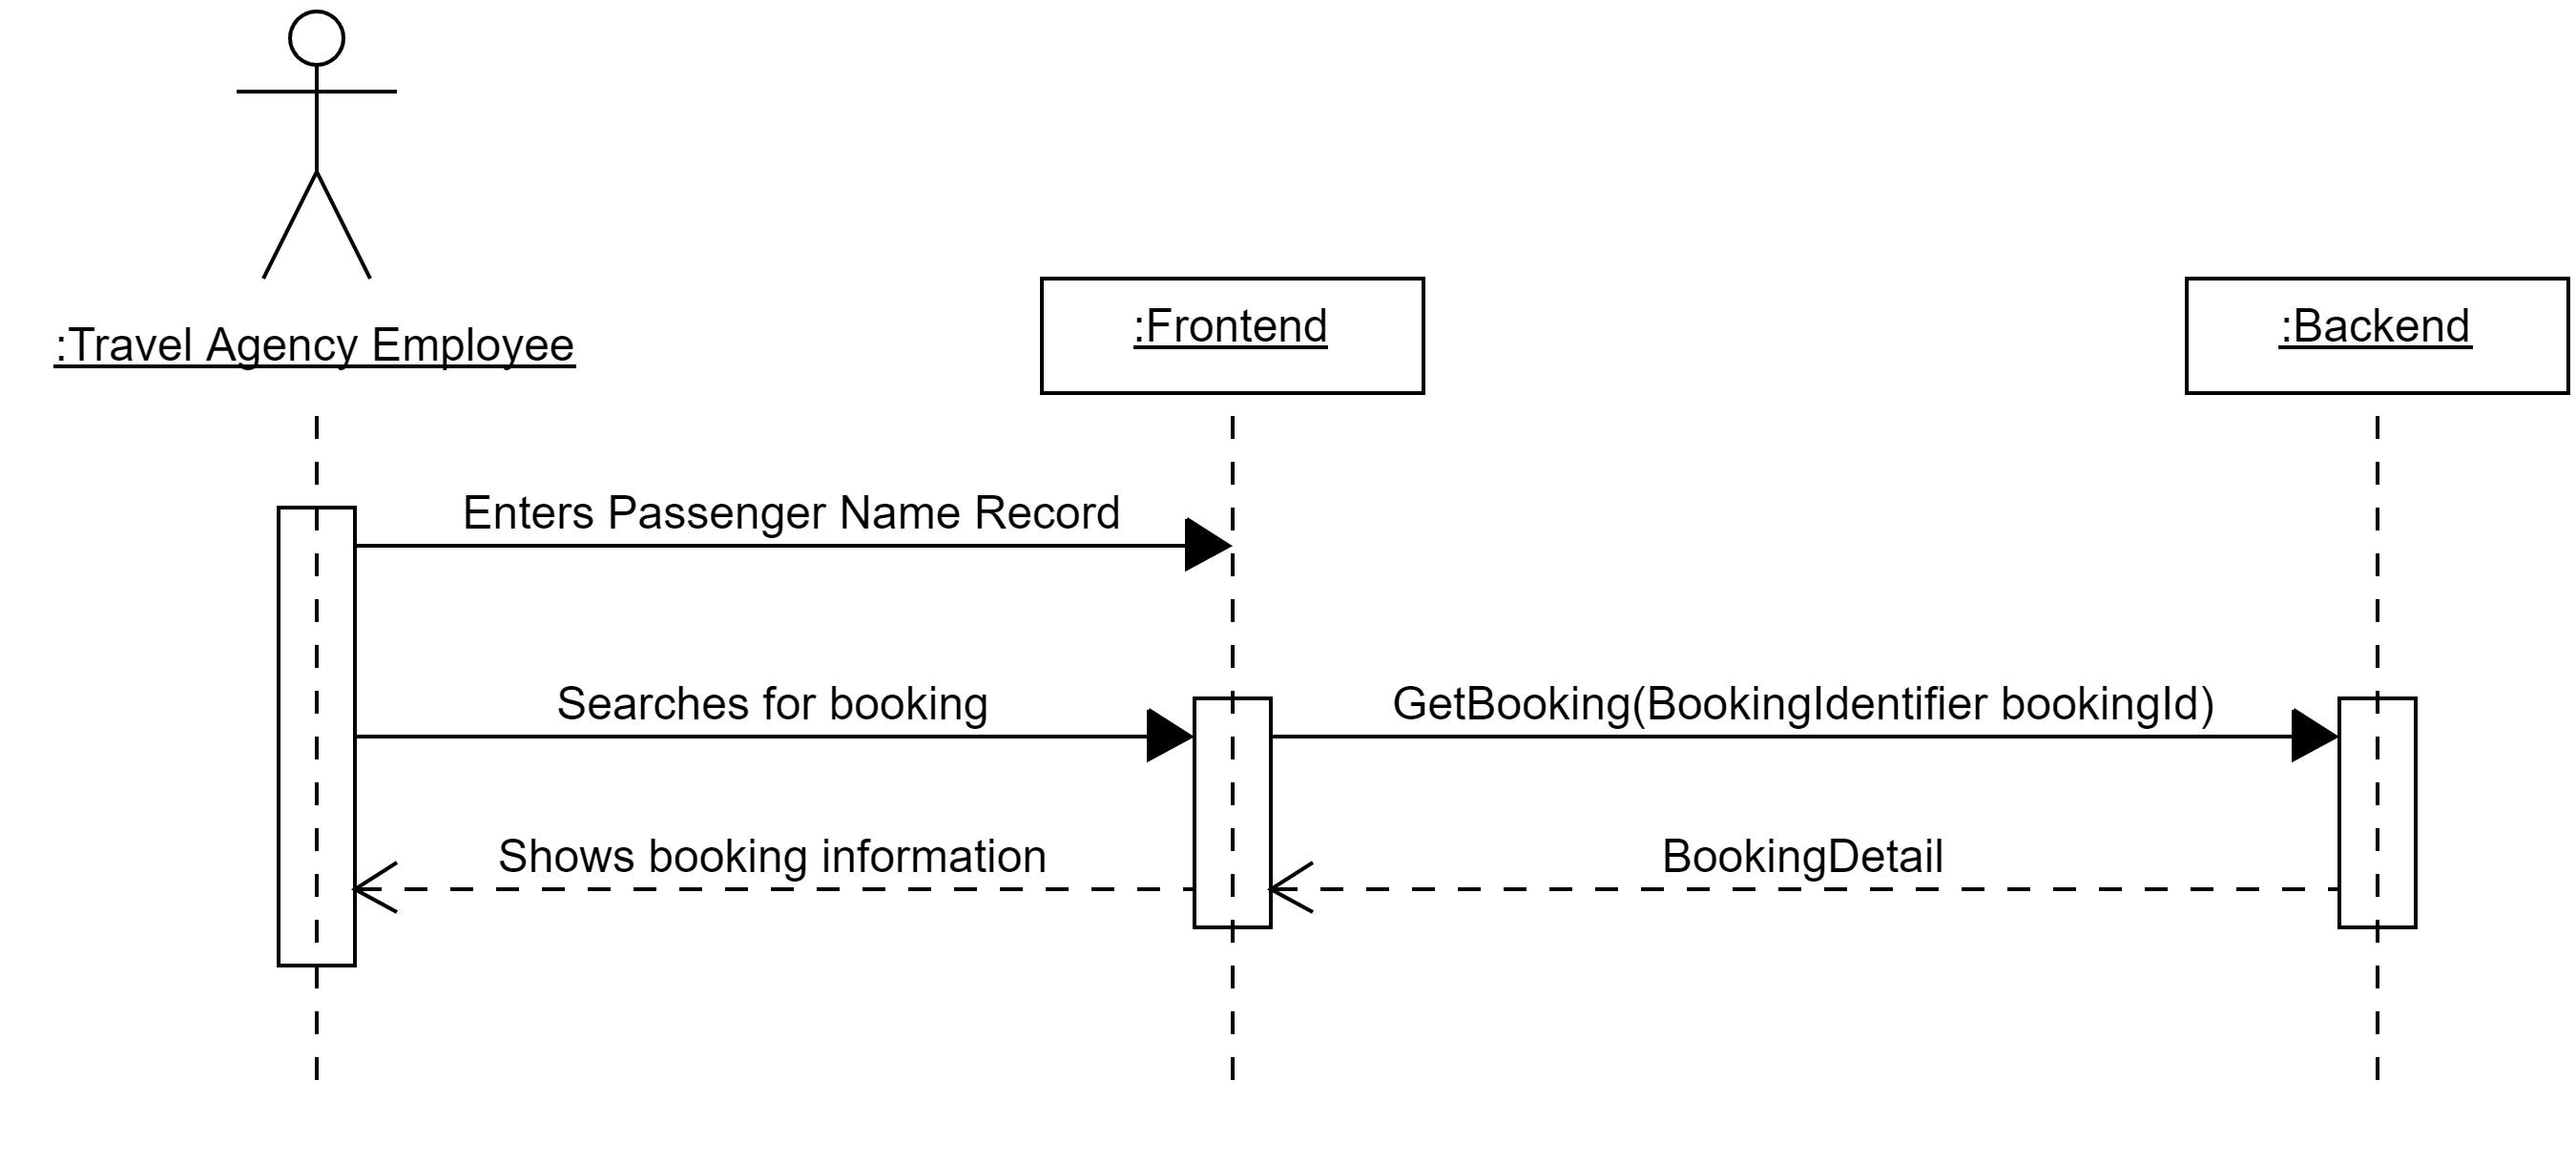 :Travel Agency Employee
:Frontend
:Backend
Enters Passenger Name Record
Searches for booking
GetBooking(BookingIdentifier bookingId)
Shows booking information
BookingDetail